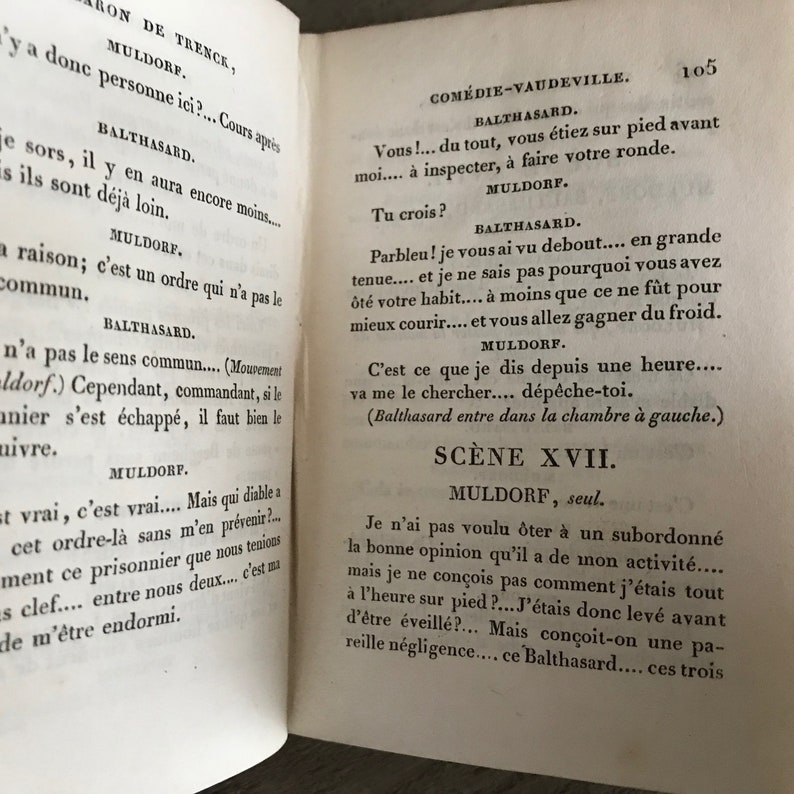 ARON DE TRENCK,
MULDORF.
n'y a donc personne ici?... Cours après
BALTHASARD.
je sors, il y en aura encore moins....
is ils sont déjà loin.
MULDORF.
a raison; c'est un ordre qui n'a pas le
commun.
BALTHASARD.
n'a pas le sens commun.... (Mouvement
ldorf.) Cependant, commandant, si le
nnier s'est échappé, il faut bien le
uivre.
MULDORF.
st vrai, c'est vrai.... Mais qui diable a
cet ordre-là sans m'en prévenir?...
ment ce prisonnier que nous tenions
s clef.... entre nous deux.... c'est ma
de m'être endormi.
COMÉDIE-VAUDEVILLE. 105
BALTHASARD.
Vous!... du tout, vous étiez sur pied avant
moi.... à inspecter, à faire votre ronde.
MULDORF.
Tu crois?
BALTHASARD.
Parbleu! je vous ai vu debout.... en grande
tenue.... et je ne sais pas pourquoi vous avez
ôté votre habit.... à moins que ce ne fût pour
mieux courir.... et vous allez gagner du froid.
MULDORF.
C'est ce que je dis depuis une heure....
va me le chercher.... dépêche-toi.
(Balthasard entre dans la chambre à gauche.)
SCÈNE XVII.
MULDORF, seul.
Je n'ai pas voulu ôter à un subordonné
la bonne opinion qu'il a de mon activité....
mais je ne conçois pas comment j'étais tout
à l'heure sur pied?...J'étais donc levé avant
d'être éveillé?... Mais conçoit-on une pa-
reille négligence.... ce Balthasard.... ces trois